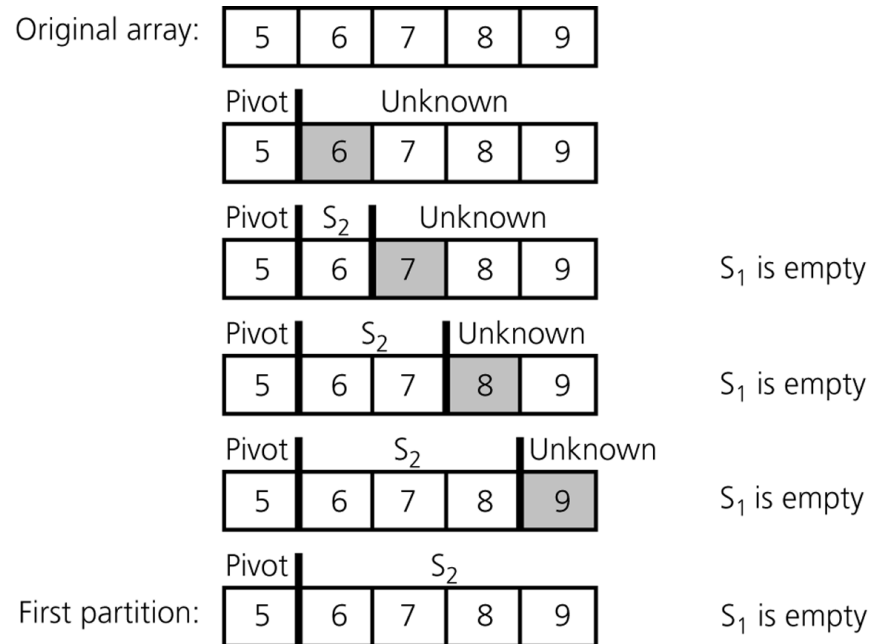 Original array: 5 6 7 8 9
Pivot Unknown
5 6 7 8 9
Pivot S₂ Unknown
5 6 7 8 9 S₁ is empty
Pivot S₂ Unknown
5 6 7 8 9 S₁ is empty
Pivot S₂ Unknown
5 6 7 8 9 S₁ is empty
Pivot S₂
First partition: 5 6 7 8 9 S₁ is empty